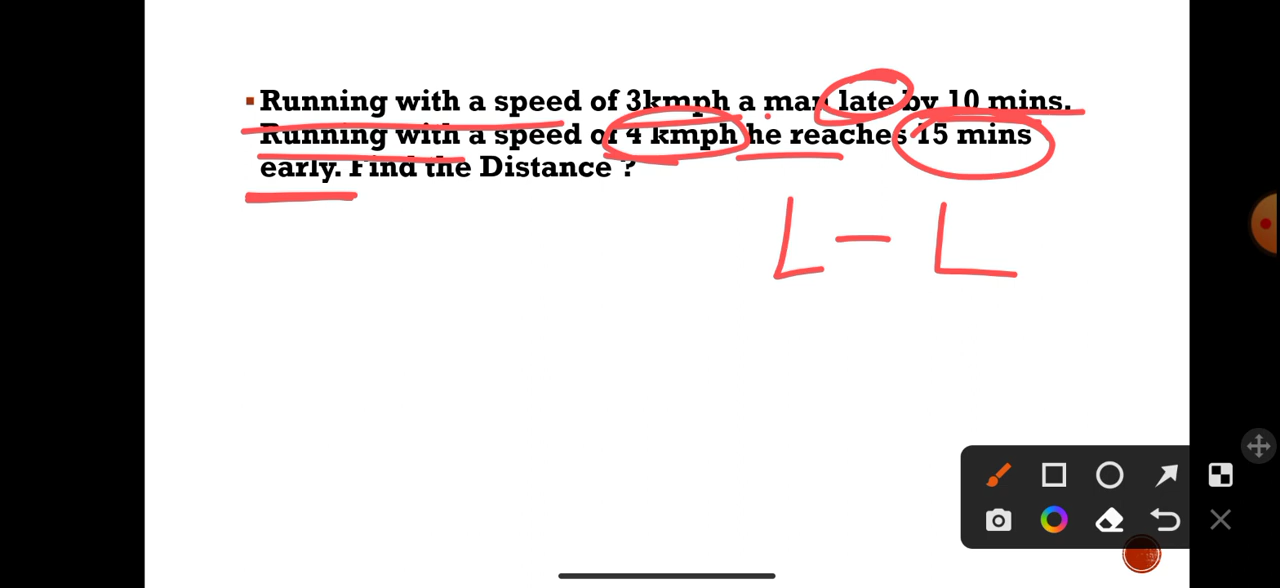 Running with a speed of 3kmph a man late by 10 mins.
Running with a speed of 4 kmph he reaches 15 mins
early. Find the Distance ?
L - L